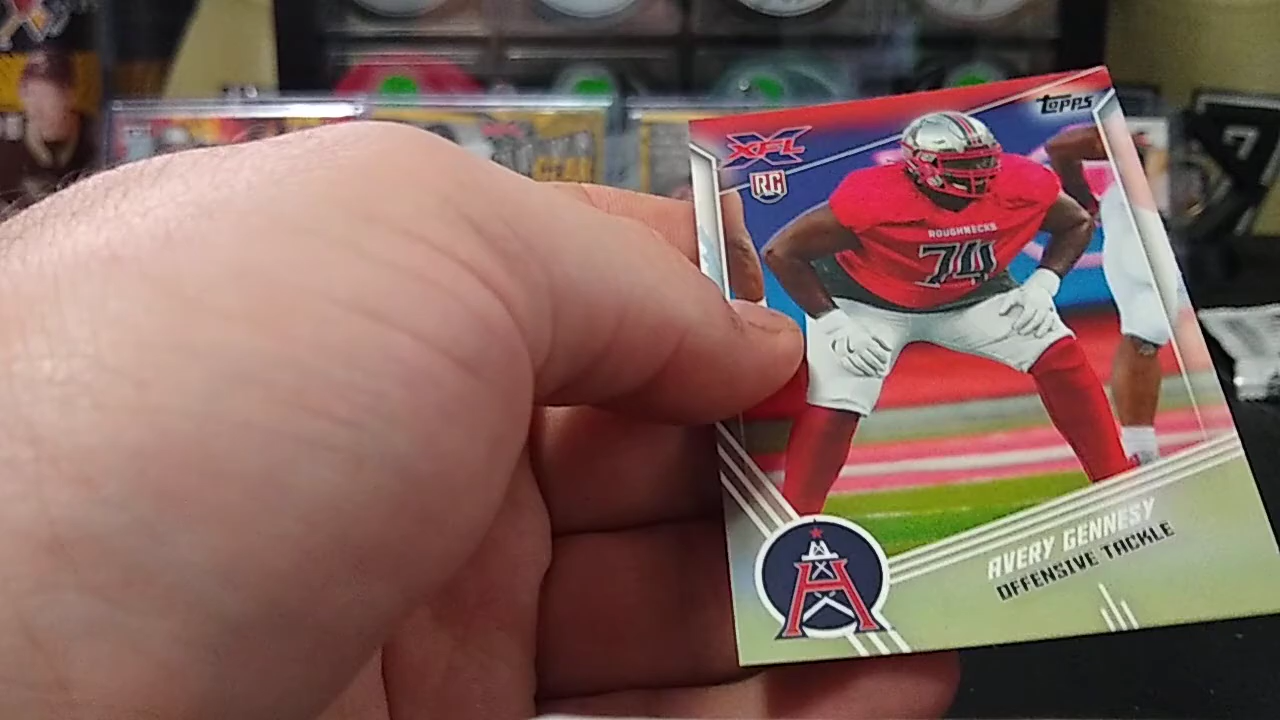 TOPPS
XFL
RC
ROUGHNECKS
74
AVERY GENNESY
OFFENSIVE TACKLE
H